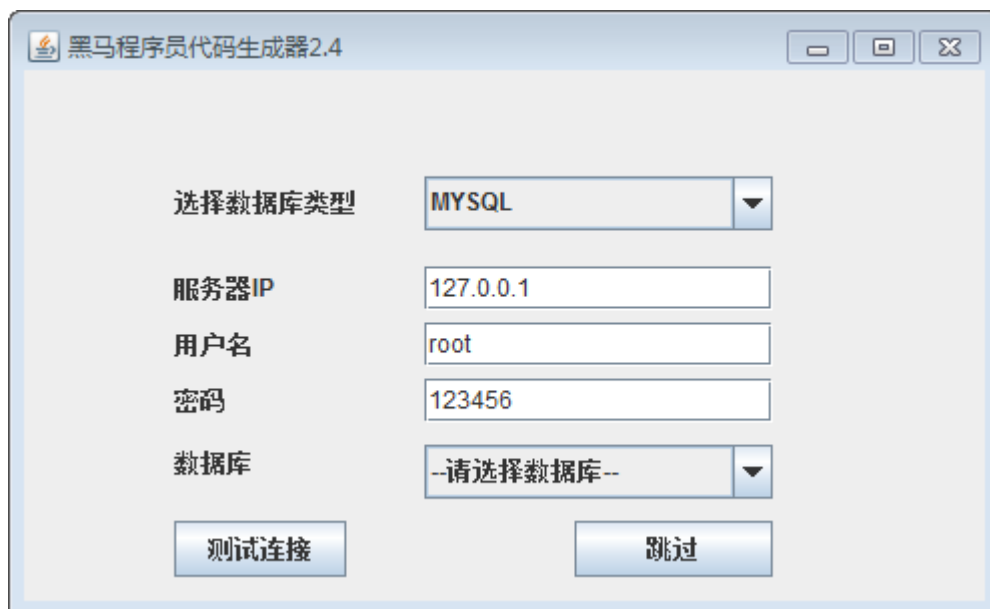 黑马程序员代码生成器2.4
选择数据库类型 MYSQL
服务器IP 127.0.0.1
用户名 root
密码 123456
数据库 --请选择数据库--
测试连接 跳过